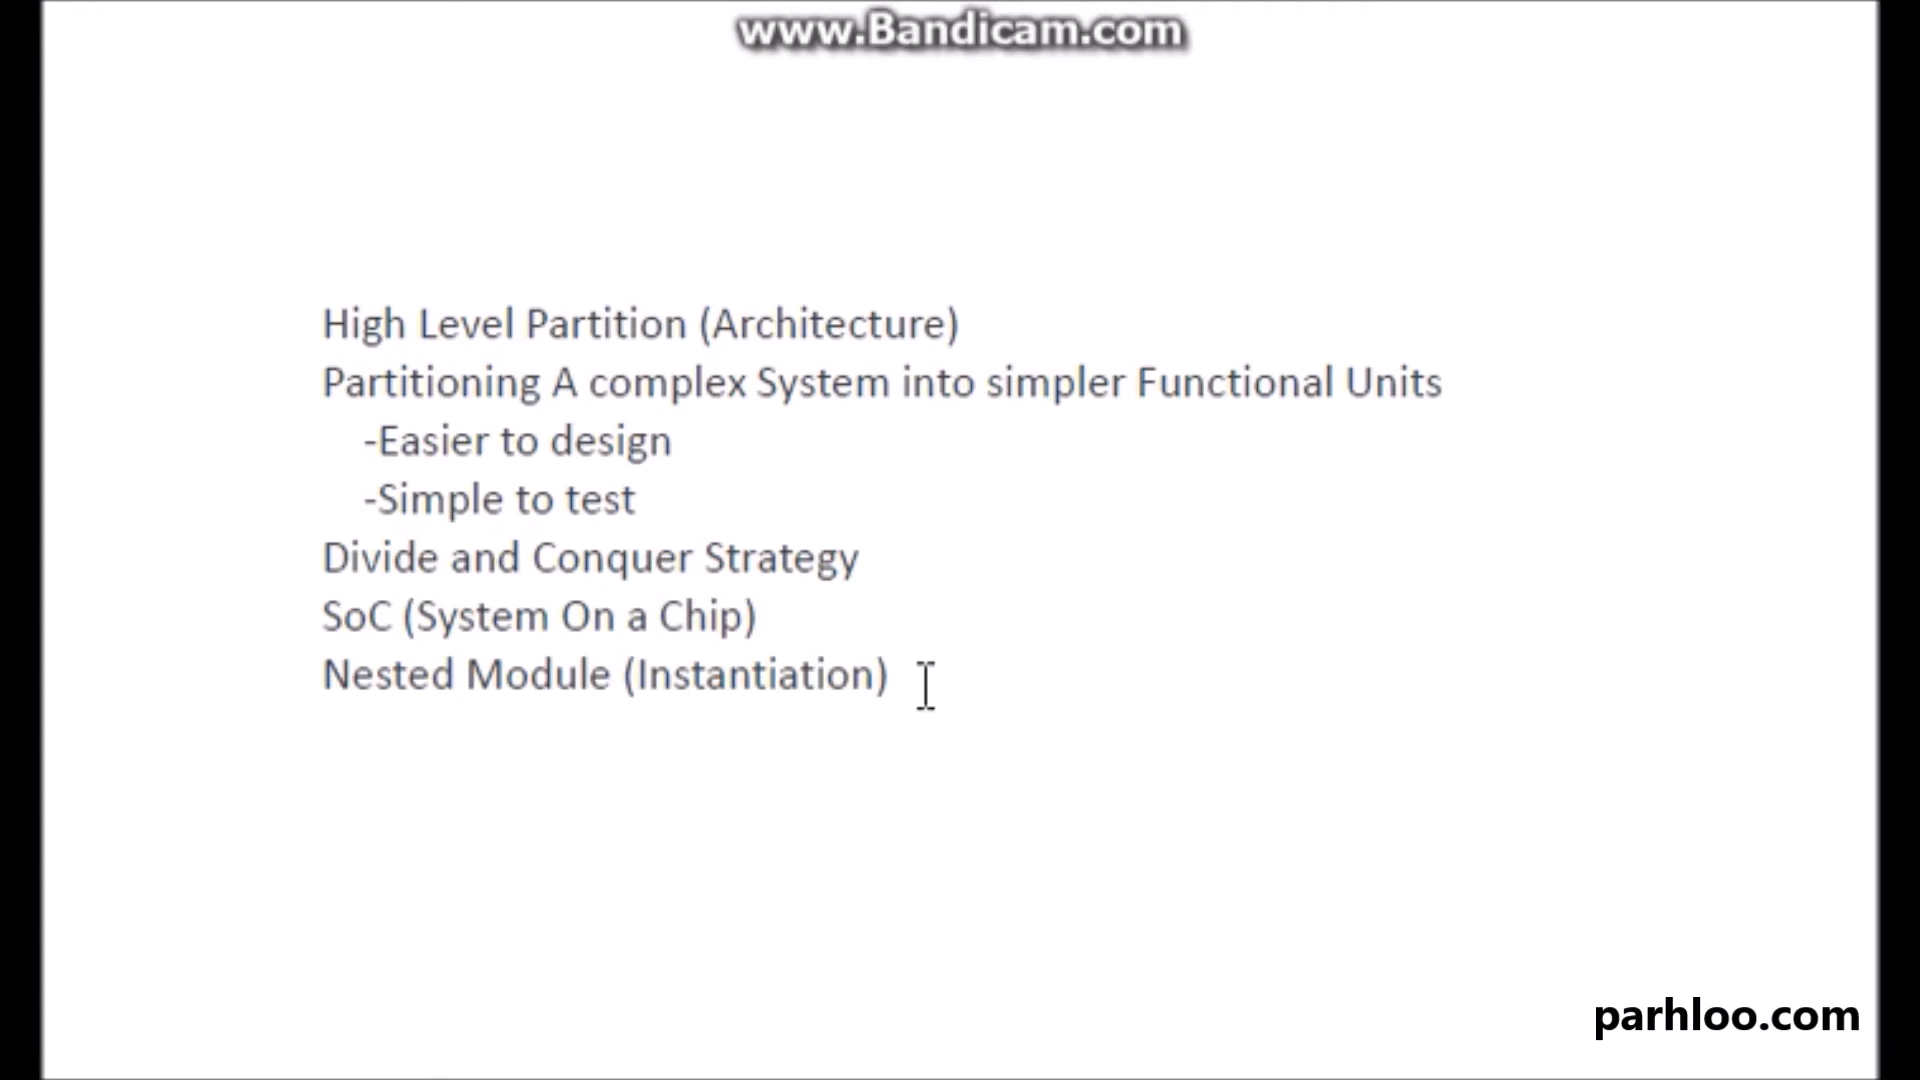 www.Bandicam.com
High Level Partition (Architecture)
Partitioning A complex System into simpler Functional Units
-Easier to design
-Simple to test
Divide and Conquer Strategy
SoC (System On a Chip)
Nested Module (Instantiation)
parhloo.com